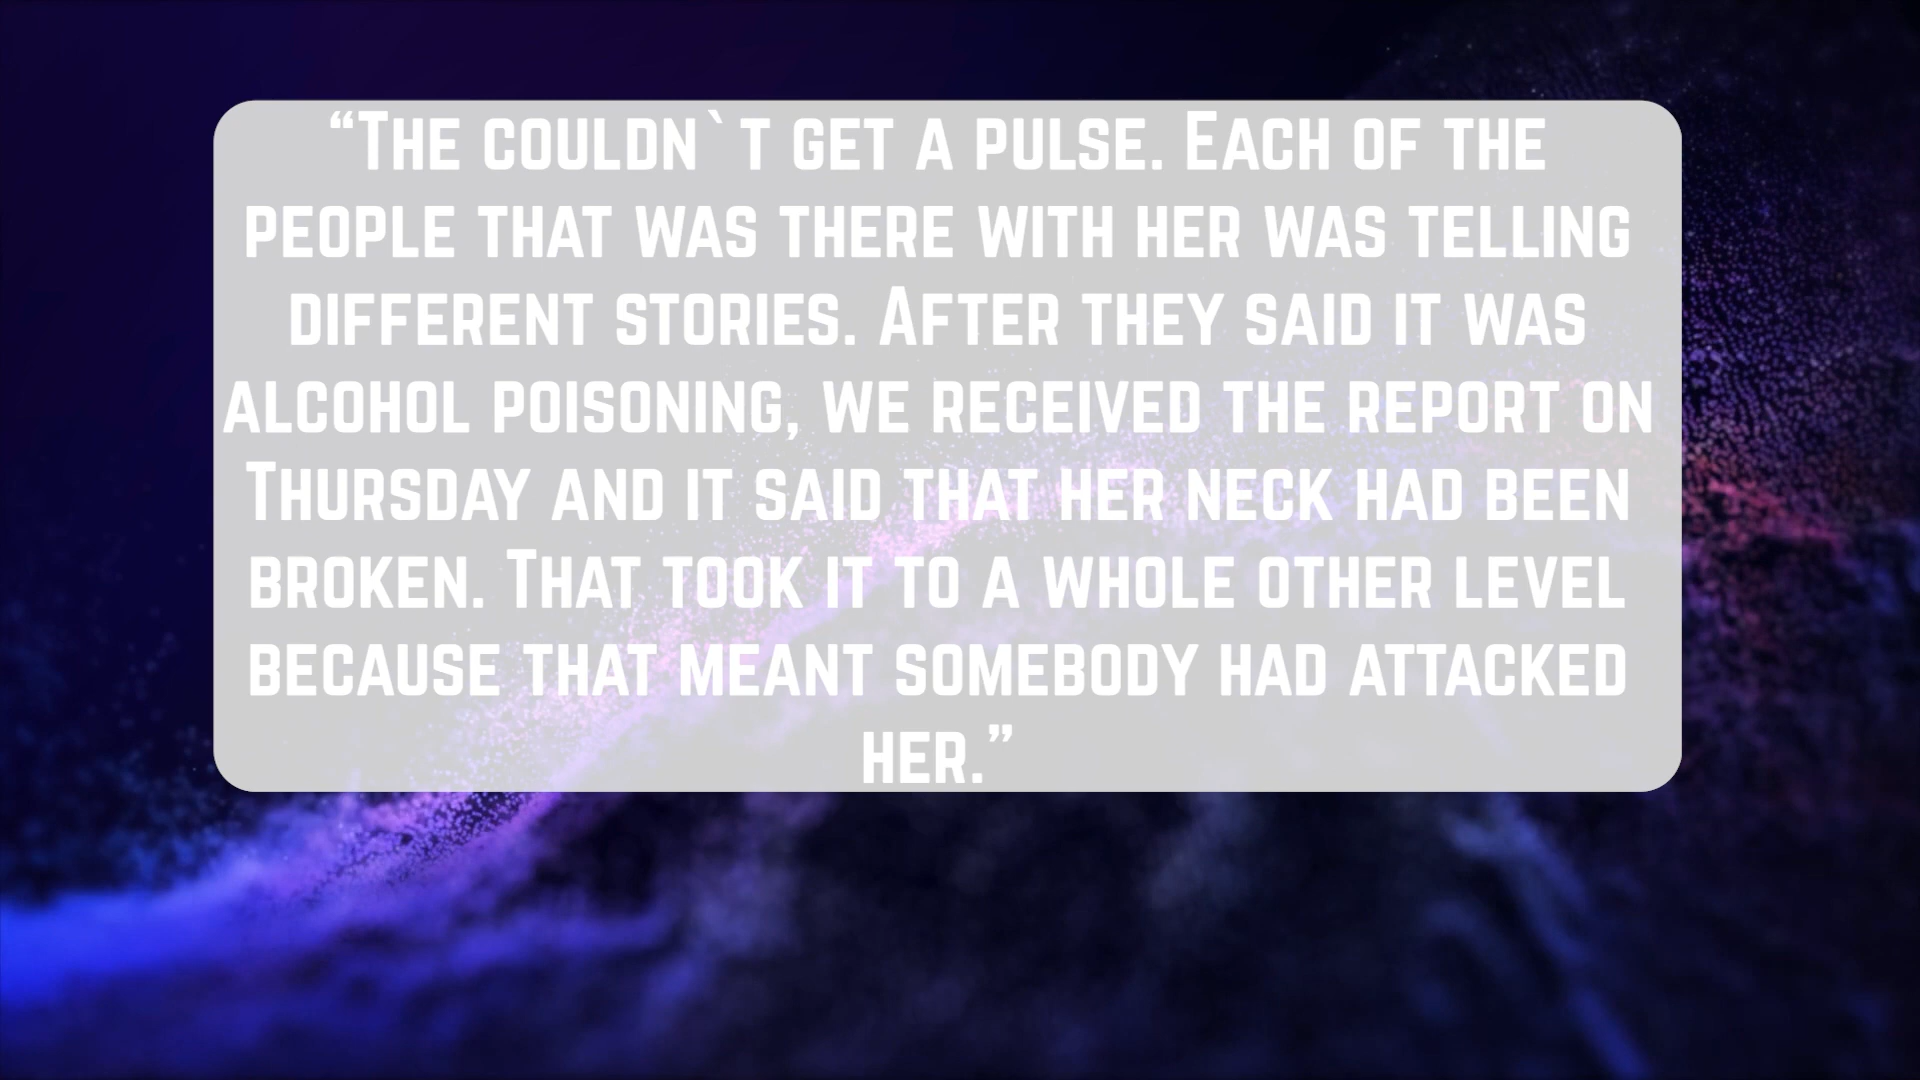 “The couldn`t get a pulse. Each of the
people that was there with her was telling
different stories. After they said it was
alcohol poisoning, we received the report on
Thursday and it said that her neck had been
broken. That took it to a whole other level
because that meant somebody had attacked
her.”